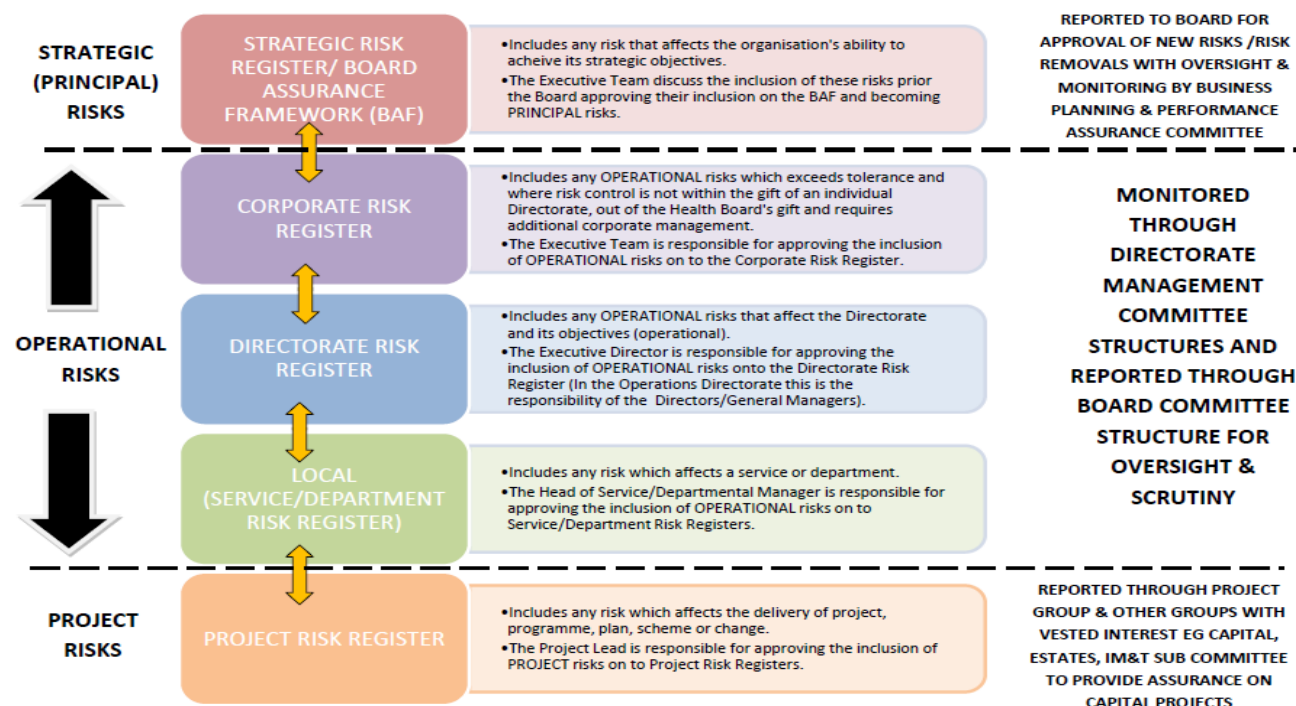 STRATEGIC
(PRINCIPAL)
RISKS
STRATEGIC RISK
REGISTER/ BOARD
ASSURANCE
FRAMEWORK (BAF)
•Includes any risk that affects the organisation's ability to
acheive its strategic objectives.
•The Executive Team discuss the inclusion of these risks prior
the Board approving their inclusion on the BAF and becoming
PRINCIPAL risks.
REPORTED TO BOARD FOR
APPROVAL OF NEW RISKS /RISK
REMOVALS WITH OVERSIGHT &
MONITORING BY BUSINESS
PLANNING & PERFORMANCE
ASSURANCE COMMITTEE
OPERATIONAL
RISKS
CORPORATE RISK
REGISTER
•Includes any OPERATIONAL risks which exceeds tolerance and
where risk control is not within the gift of an individual
Directorate, out of the Health Board's gift and requires
additional corporate management.
•The Executive Team is responsible for approving the inclusion
of OPERATIONAL risks on to the Corporate Risk Register.
DIRECTORATE RISK
REGISTER
•Includes any OPERATIONAL risks that affect the Directorate
and its objectives (operational).
•The Executive Director is responsible for approving the
inclusion of OPERATIONAL risks onto the Directorate Risk
Register (In the Operations Directorate this is the
responsibility of the Directors/General Managers).
LOCAL
(SERVICE/DEPARTMENT
RISK REGISTER)
•Includes any risk which affects a service or department.
•The Head of Service/Departmental Manager is responsible for
approving the inclusion of OPERATIONAL risks on to
Service/Department Risk Registers.
MONITORED
THROUGH
DIRECTORATE
MANAGEMENT
COMMITTEE
STRUCTURES AND
REPORTED THROUGH
BOARD COMMITTEE
STRUCTURE FOR
OVERSIGHT &
SCRUTINY
PROJECT
RISKS
PROJECT RISK REGISTER
•Includes any risk which affects the delivery of project,
programme, plan, scheme or change.
•The Project Lead is responsible for approving the inclusion of
PROJECT risks on to Project Risk Registers.
REPORTED THROUGH PROJECT
GROUP & OTHER GROUPS WITH
VESTED INTEREST EG CAPITAL,
ESTATES, IM&T SUB COMMITTEE
TO PROVIDE ASSURANCE ON
CAPITAL PROJECTS